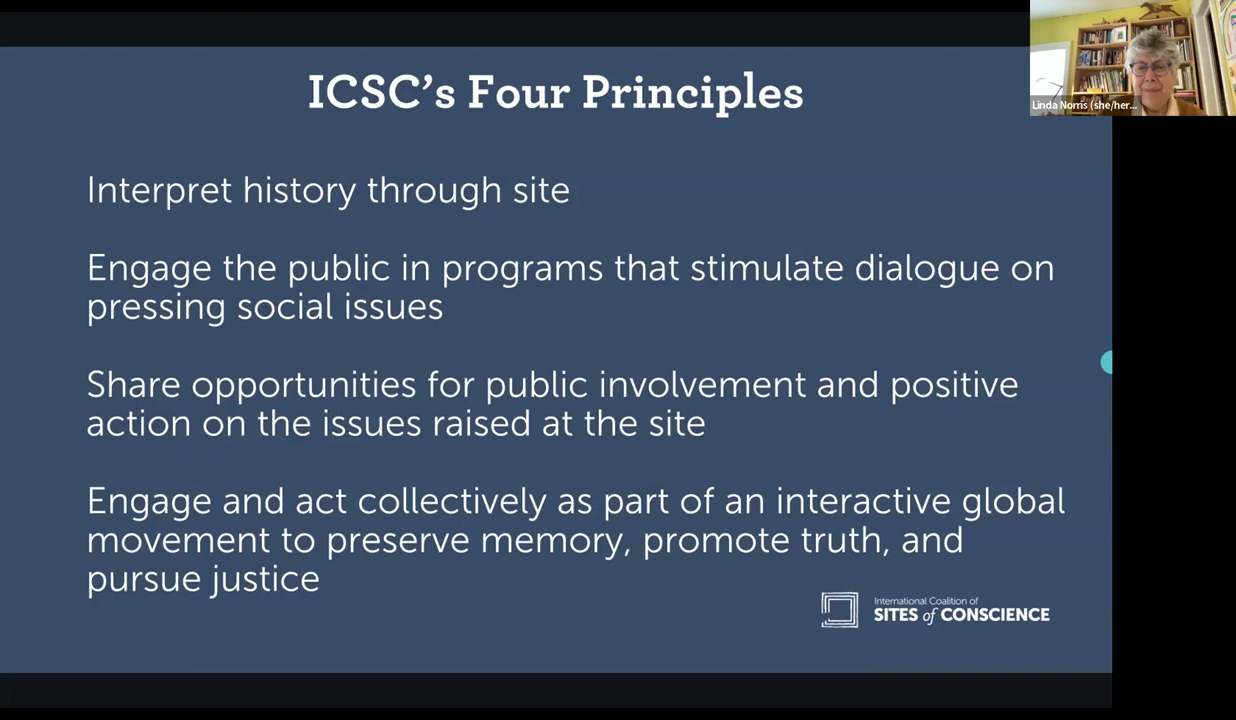 ICSC's Four Principles
Linda Norris (she/her...
Interpret history through site
Engage the public in programs that stimulate dialogue on
pressing social issues
Share opportunities for public involvement and positive
action on the issues raised at the site
Engage and act collectively as part of an interactive global
movement to preserve memory, promote truth, and
pursue justice
International Coalition of
SITES of CONSCIENCE